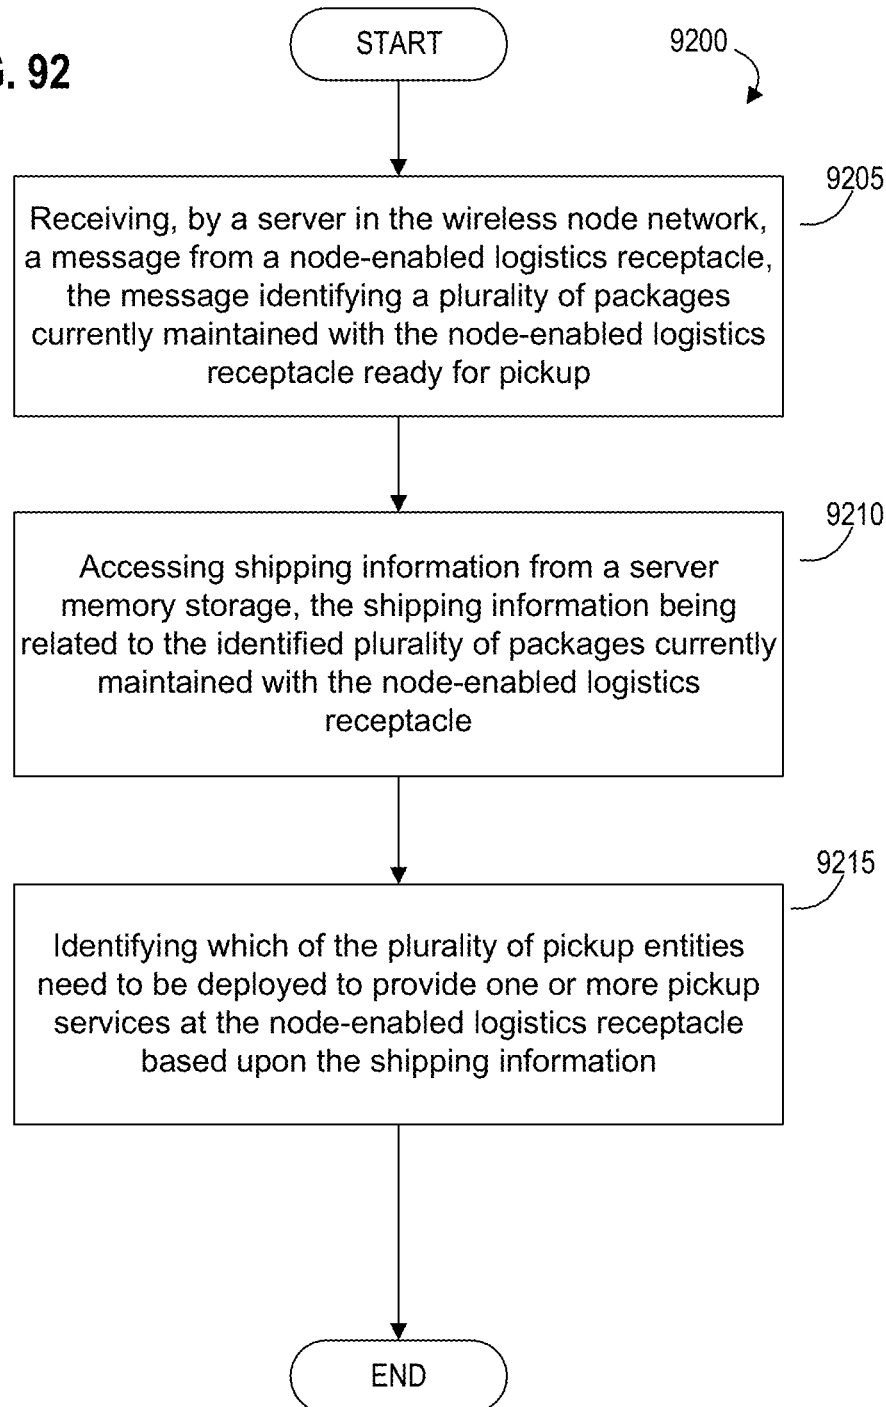 START
9200
. 92
9205
Receiving, by a server in the wireless node network,
a message from a node-enabled logistics receptacle,
the message identifying a plurality of packages
currently maintained with the node-enabled logistics
receptacle ready for pickup
9210
Accessing shipping information from a server
memory storage, the shipping information being
related to the identified plurality of packages currently
maintained with the node-enabled logistics
receptacle
9215
Identifying which of the plurality of pickup entities
need to be deployed to provide one or more pickup
services at the node-enabled logistics receptacle
based upon the shipping information
END